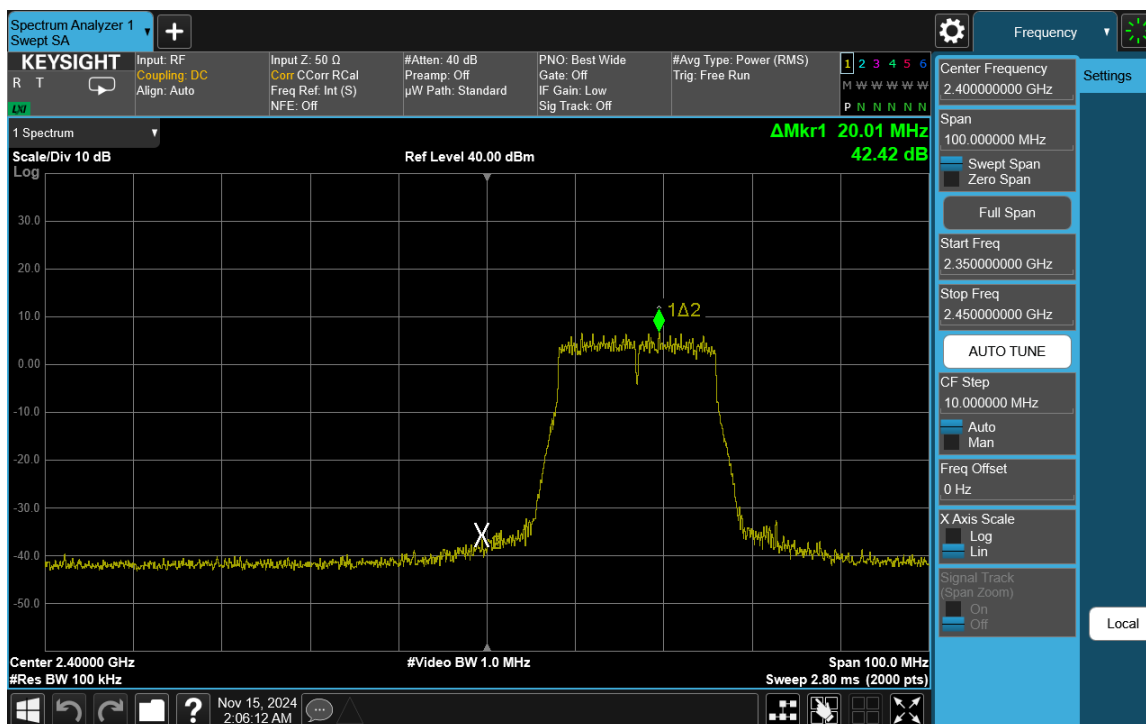 Spectrum Analyzer 1
Swept SA
Frequency
KEYSIGHT
R T
LXI
Input: RF
Coupling: DC
Align: Auto
Input Z: 50 Ω
Corr CCorr RCal
Freq Ref: Int (S)
NFE: Off
#Atten: 40 dB
Preamp: Off
µW Path: Standard
PNO: Best Wide
Gate: Off
IF Gain: Low
Sig Track: Off
#Avg Type: Power (RMS)
Trig: Free Run
1 2 3 4 5 6
M W W W W W
P N N N N N
1 Spectrum
Scale/Div 10 dB
Log
Ref Level 40.00 dBm
ΔMkr1 20.01 MHz
42.42 dB
30.0
20.0
10.0
0.00
-10.0
-20.0
-30.0
-40.0
-50.0
1Δ2
X2
Center 2.40000 GHz
#Res BW 100 kHz
#Video BW 1.0 MHz
Span 100.0 MHz
Sweep 2.80 ms (2000 pts)
Center Frequency
2.400000000 GHz
Span
100.000000 MHz
Swept Span
Zero Span
Full Span
Start Freq
2.350000000 GHz
Stop Freq
2.450000000 GHz
AUTO TUNE
CF Step
10.000000 MHz
Auto
Man
Freq Offset
0 Hz
X Axis Scale
Log
Lin
Signal Track
(Span Zoom)
On
Off
Settings
Local
?
Nov 15, 2024
2:06:12 AM